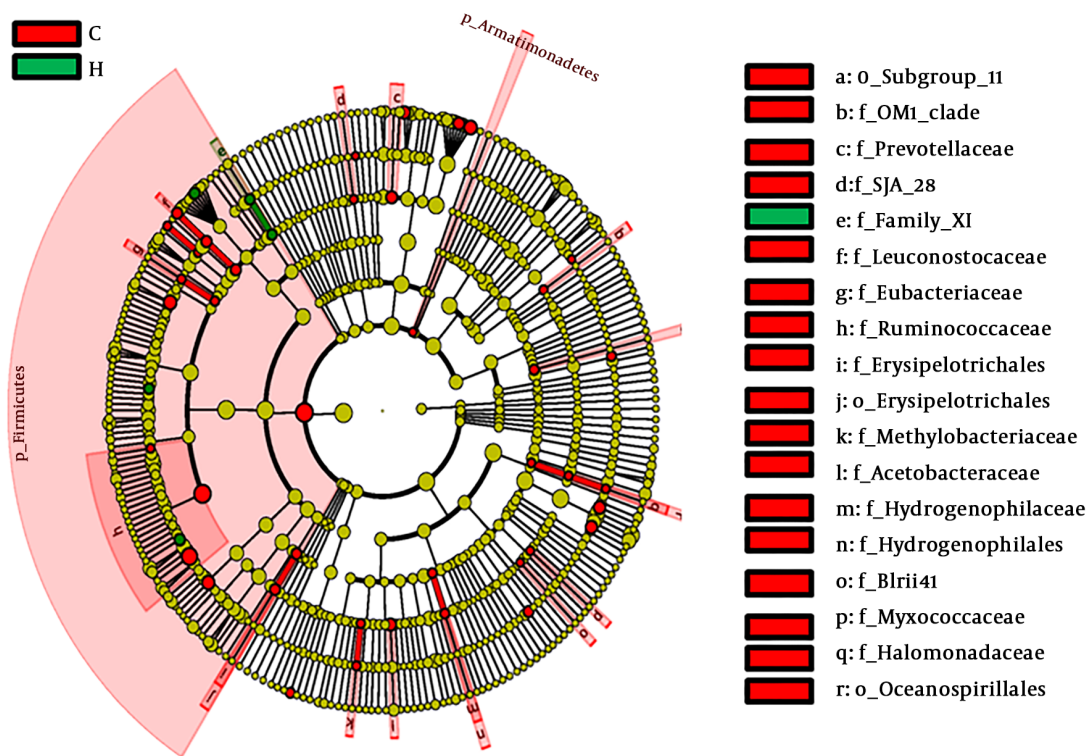 C
H
p_Armatimonadetes
d
c
e
f
g
b
p_Firmicutes
h
q
r
p
o
i
j
k
l
m
n
a: 0_Subgroup_11
b: f_OM1_clade
c: f_Prevotellaceae
d:f_SJA_28
e: f_Family_XI
f: f_Leuconostocaceae
g: f_Eubacteriaceae
h: f_Ruminococcaceae
i: f_Erysipelotrichales
j: o_Erysipelotrichales
k: f_Methylobacteriaceae
l: f_Acetobacteraceae
m: f_Hydrogenophilaceae
n: f_Hydrogenophilales
o: f_Blrii41
p: f_Myxococcaceae
q: f_Halomonadaceae
r: o_Oceanospirillales